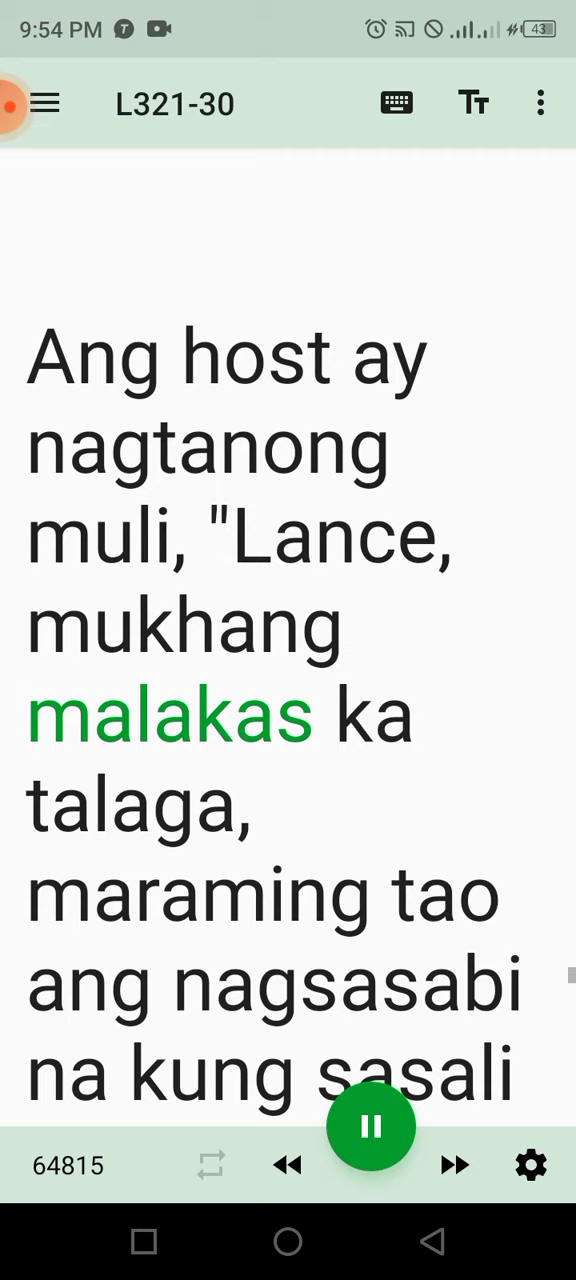 9:54 PM
43
L321-30
Ang host ay
nagtanong
muli, "Lance,
mukhang
malakas ka
talaga,
maraming tao
ang nagsasabi
na kung sasali
64815